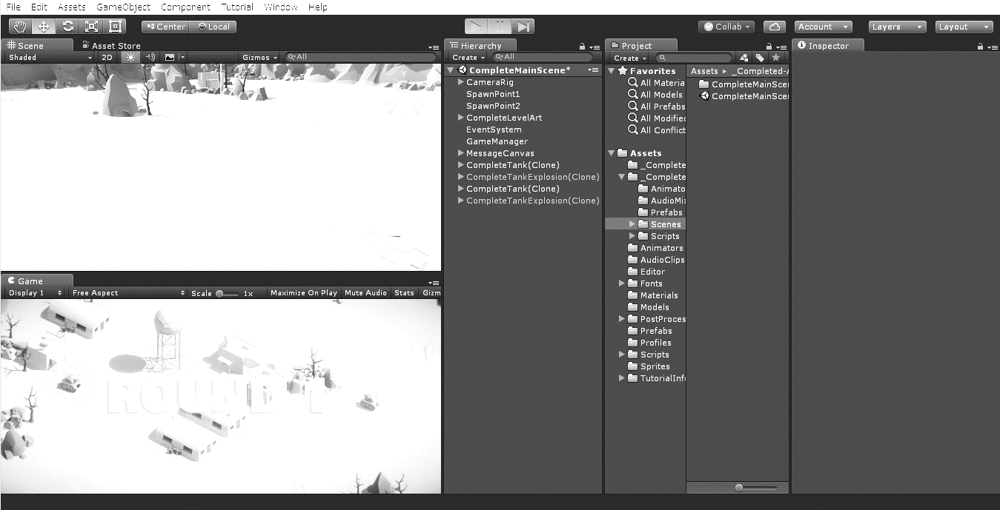 File Edit Assets GameObject Component Tutorial Window Help
Center Local Collab Account Layers Layout
Scene Asset Store
Shaded 2D Gizmos All
Game
Display 1 Free Aspect Scale 1x Maximize On Play Mute Audio Stats Gizm
ROUND 1
Hierarchy
Create All
CompleteMainScene*
CameraRig
SpawnPoint1
SpawnPoint2
CompleteLevelArt
EventSystem
GameManager
MessageCanvas
CompleteTank(Clone)
CompleteTankExplosion(Clone)
CompleteTank(Clone)
CompleteTankExplosion(Clone)
Project
Create
Favorites
All Materia
All Models
All Prefabs
All Modified
All Conflict
Assets
_Complete
_Complete
Animato
AudioMix
Prefabs
Scenes
Scripts
Animators
AudioClips
Editor
Fonts
Materials
Models
PostProces
Prefabs
Profiles
Scripts
Sprites
TutorialInfo
Assets _Completed-A
CompleteMainScen
CompleteMainScen
Inspector